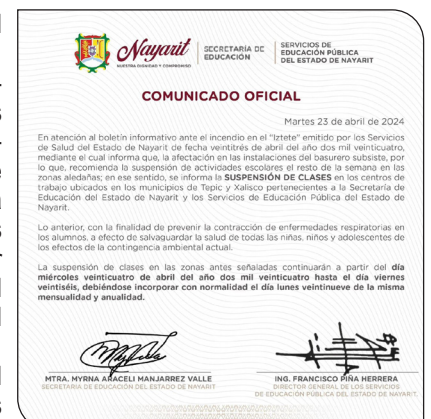 Nayarit
NUESTRA DIGNIDAD Y COMPROMISO
SECRETARÍA DE
EDUCACIÓN
SERVICIOS DE
EDUCACIÓN PÚBLICA
DEL ESTADO DE NAYARIT
COMUNICADO OFICIAL
Martes 23 de abril de 2024
En atención al boletín informativo ante el incendio en el "Iztete" emitido por los Servicios
de Salud del Estado de Nayarit de fecha veintitrés de abril del año dos mil veinticuatro,
mediante el cual informa que, la afectación en las instalaciones del basurero subsiste, por
lo que, recomienda la suspensión de actividades escolares el resto de la semana en las
zonas aledañas; en ese sentido, se informa la SUSPENSIÓN DE CLASES en los centros de
trabajo ubicados en los municipios de Tepic y Xalisco pertenecientes a la Secretaría de
Educación del Estado de Nayarit y los Servicios de Educación Pública del Estado de
Nayarit.
Lo anterior, con la finalidad de prevenir la contracción de enfermedades respiratorias en
los alumnos, a efecto de salvaguardar la salud de todas las niñas, niños y adolescentes de
los efectos de la contingencia ambiental actual.
La suspensión de clases en las zonas antes señaladas continuarán a partir del día
miércoles veinticuatro de abril del año dos mil veinticuatro hasta el día viernes
veintiséis, debiéndose incorporar con normalidad el día lunes veintinueve de la misma
mensualidad y anualidad.
MTRA. MYRNA ARACELI MANJARREZ VALLE
SECRETARIA DE EDUCACIÓN DEL ESTADO DE NAYARIT
ING. FRANCISCO PIÑA HERRERA
DIRECTOR GENERAL DE LOS SERVICIOS
DE EDUCACIÓN PÚBLICA DEL ESTADO DE NAYARIT.